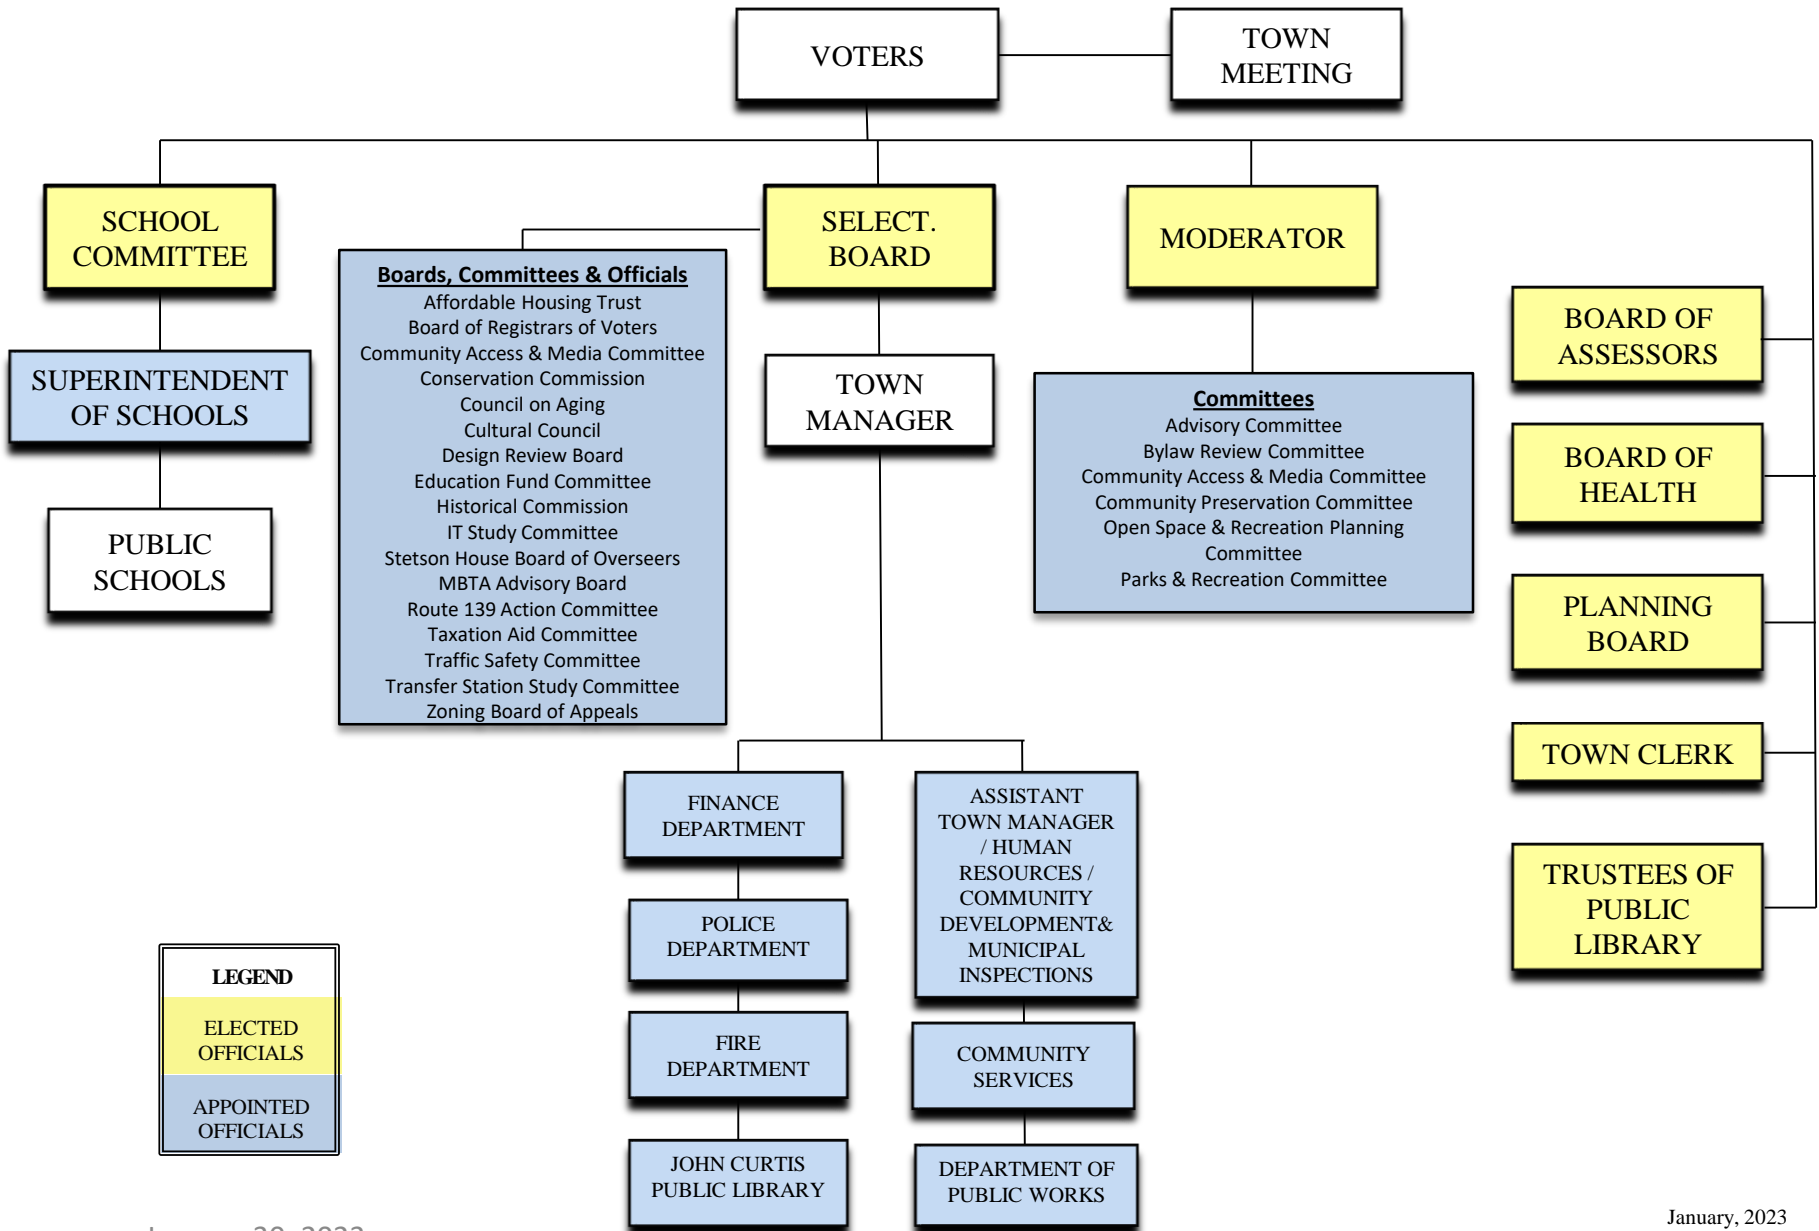 VOTERS
TOWN
MEETING
SCHOOL
COMMITTEE
SELECT.
BOARD
MODERATOR
SUPERINTENDENT
OF SCHOOLS
PUBLIC
SCHOOLS
Boards, Committees & Officials
Affordable Housing Trust
Board of Registrars of Voters
Community Access & Media Committee
Conservation Commission
Council on Aging
Cultural Council
Design Review Board
Education Fund Committee
Historical Commission
IT Study Committee
Stetson House Board of Overseers
MBTA Advisory Board
Route 139 Action Committee
Taxation Aid Committee
Traffic Safety Committee
Transfer Station Study Committee
Zoning Board of Appeals
TOWN
MANAGER
Committees
Advisory Committee
Bylaw Review Committee
Community Access & Media Committee
Community Preservation Committee
Open Space & Recreation Planning
Committee
Parks & Recreation Committee
BOARD OF
ASSESSORS
BOARD OF
HEALTH
PLANNING
BOARD
TOWN CLERK
TRUSTEES OF
PUBLIC
LIBRARY
FINANCE
DEPARTMENT
POLICE
DEPARTMENT
FIRE
DEPARTMENT
JOHN CURTIS
PUBLIC LIBRARY
ASSISTANT
TOWN MANAGER
/ HUMAN
RESOURCES /
COMMUNITY
DEVELOPMENT&
MUNICIPAL
INSPECTIONS
COMMUNITY
SERVICES
DEPARTMENT OF
PUBLIC WORKS
LEGEND
ELECTED
OFFICIALS
APPOINTED
OFFICIALS
January, 2023